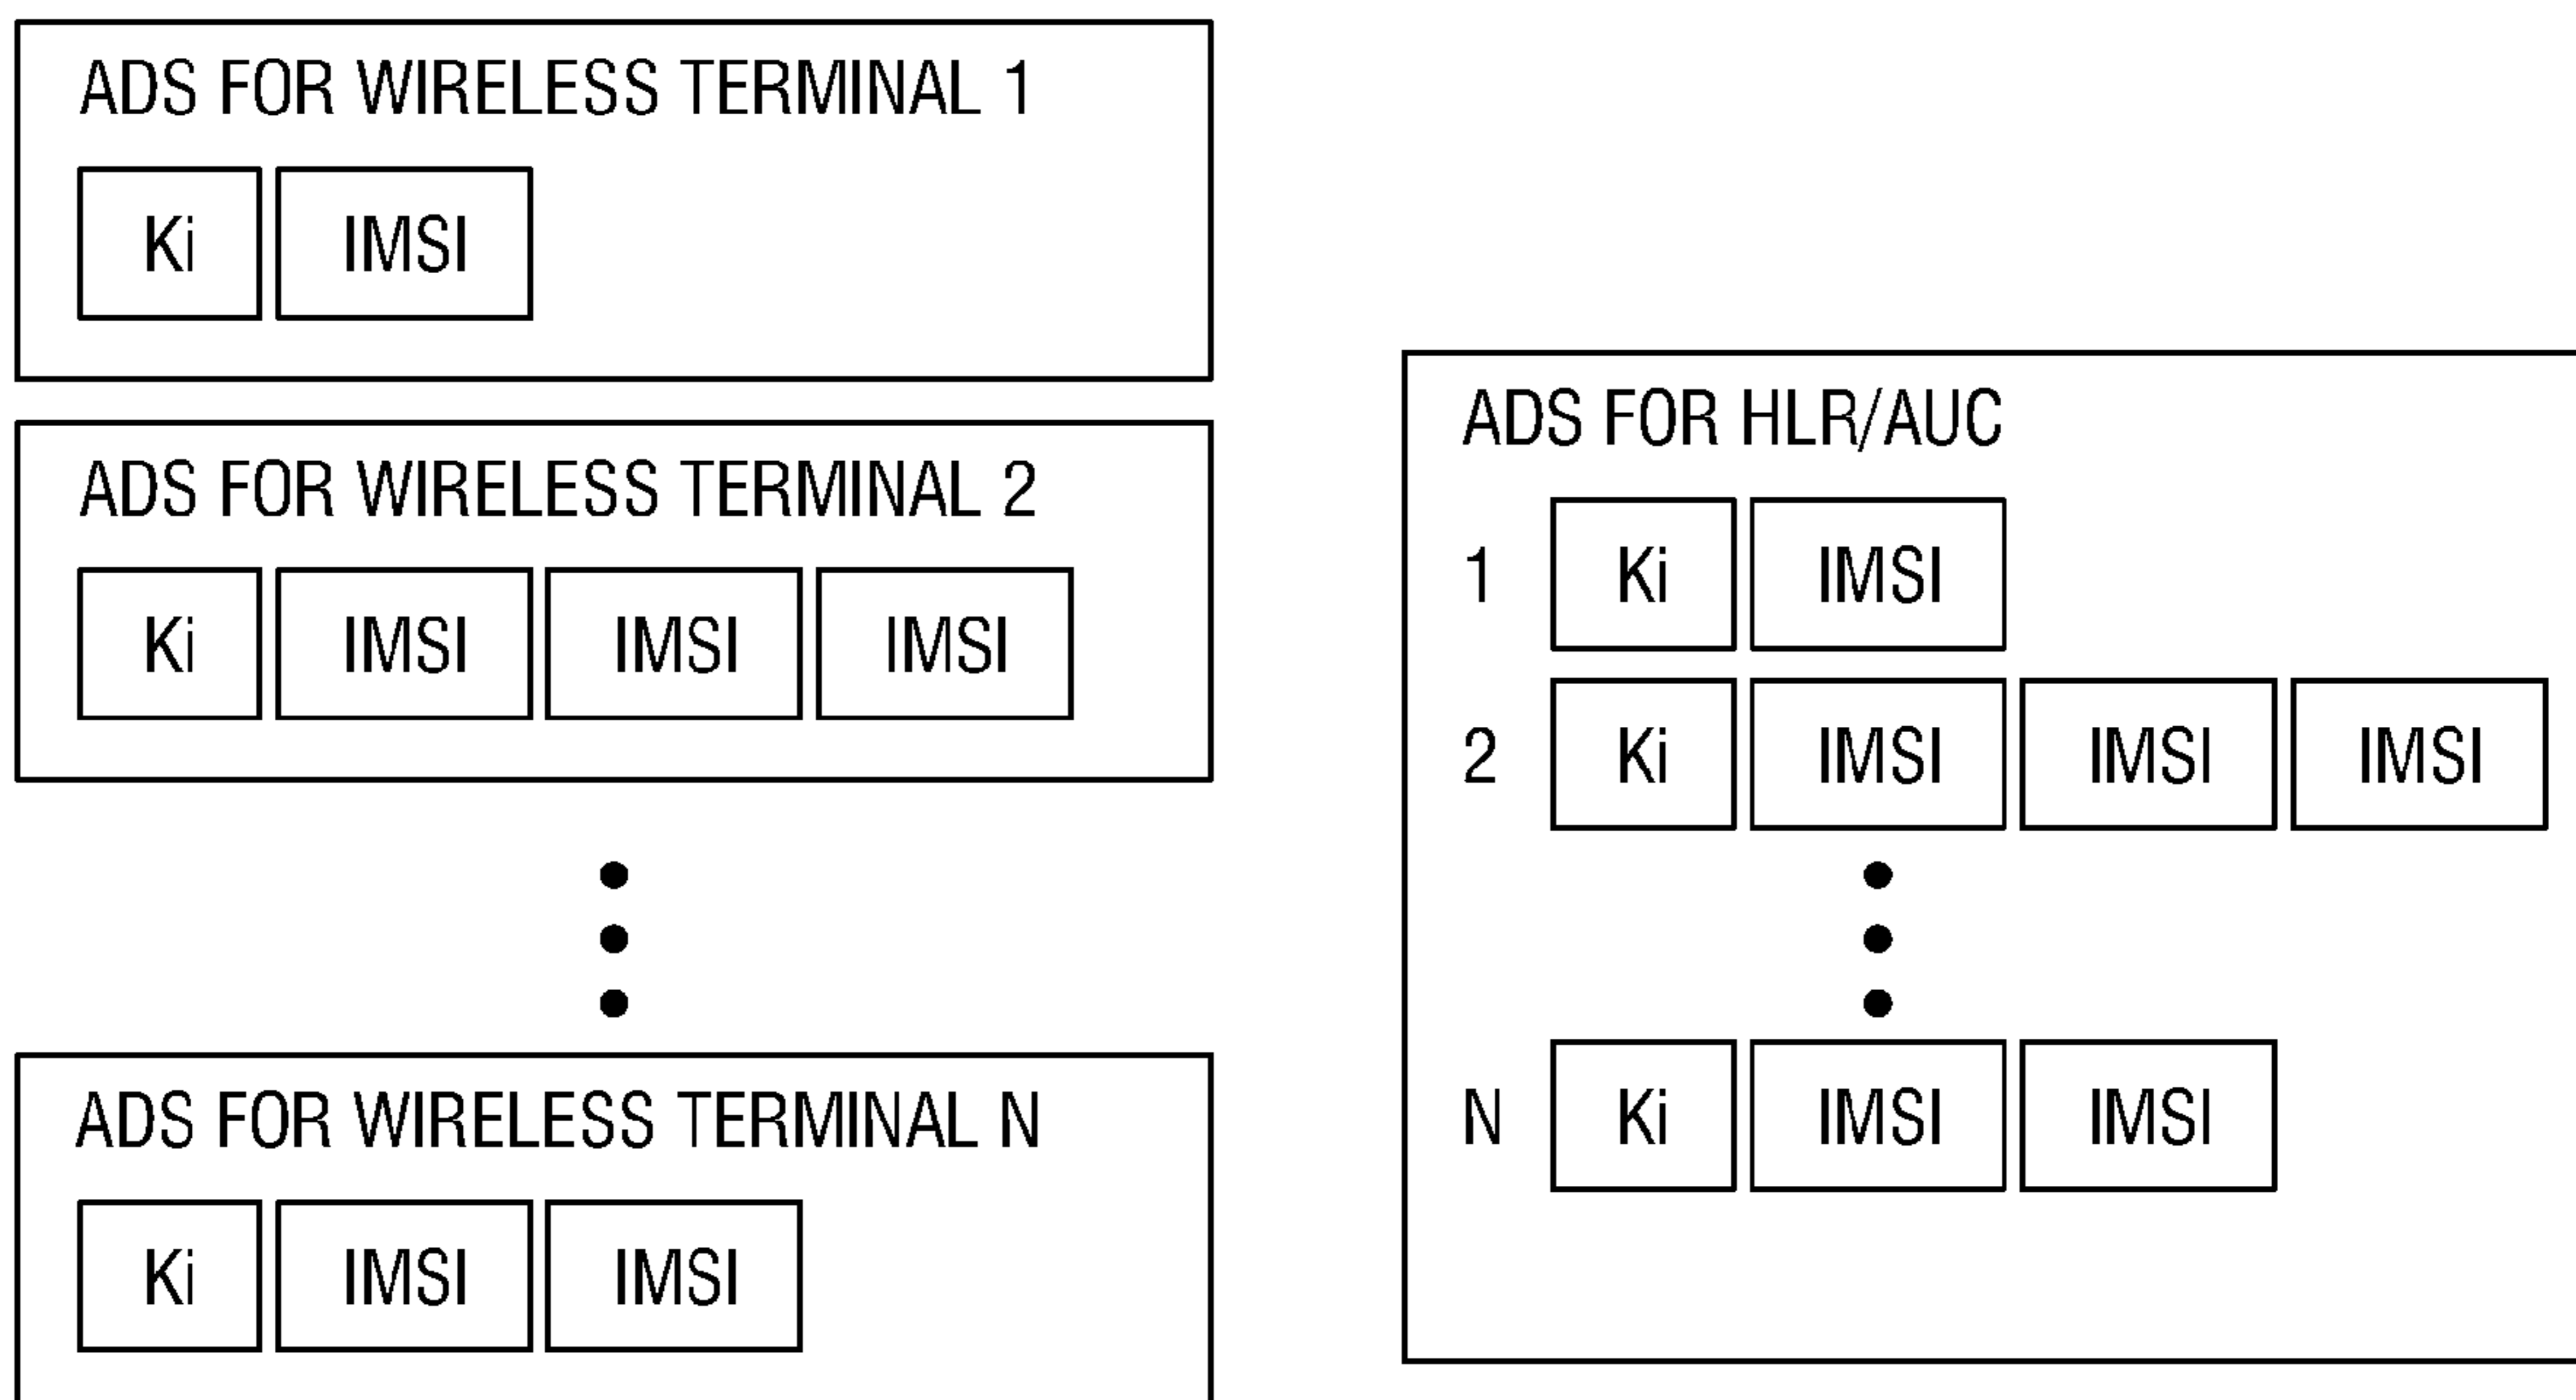 ADS FOR WIRELESS TERMINAL 1
Ki IMSI
ADS FOR WIRELESS TERMINAL 2
Ki IMSI IMSI IMSI
ADS FOR WIRELESS TERMINAL N
Ki IMSI IMSI
ADS FOR HLR/AUC
1 Ki IMSI
2 Ki IMSI IMSI IMSI
N Ki IMSI IMSI